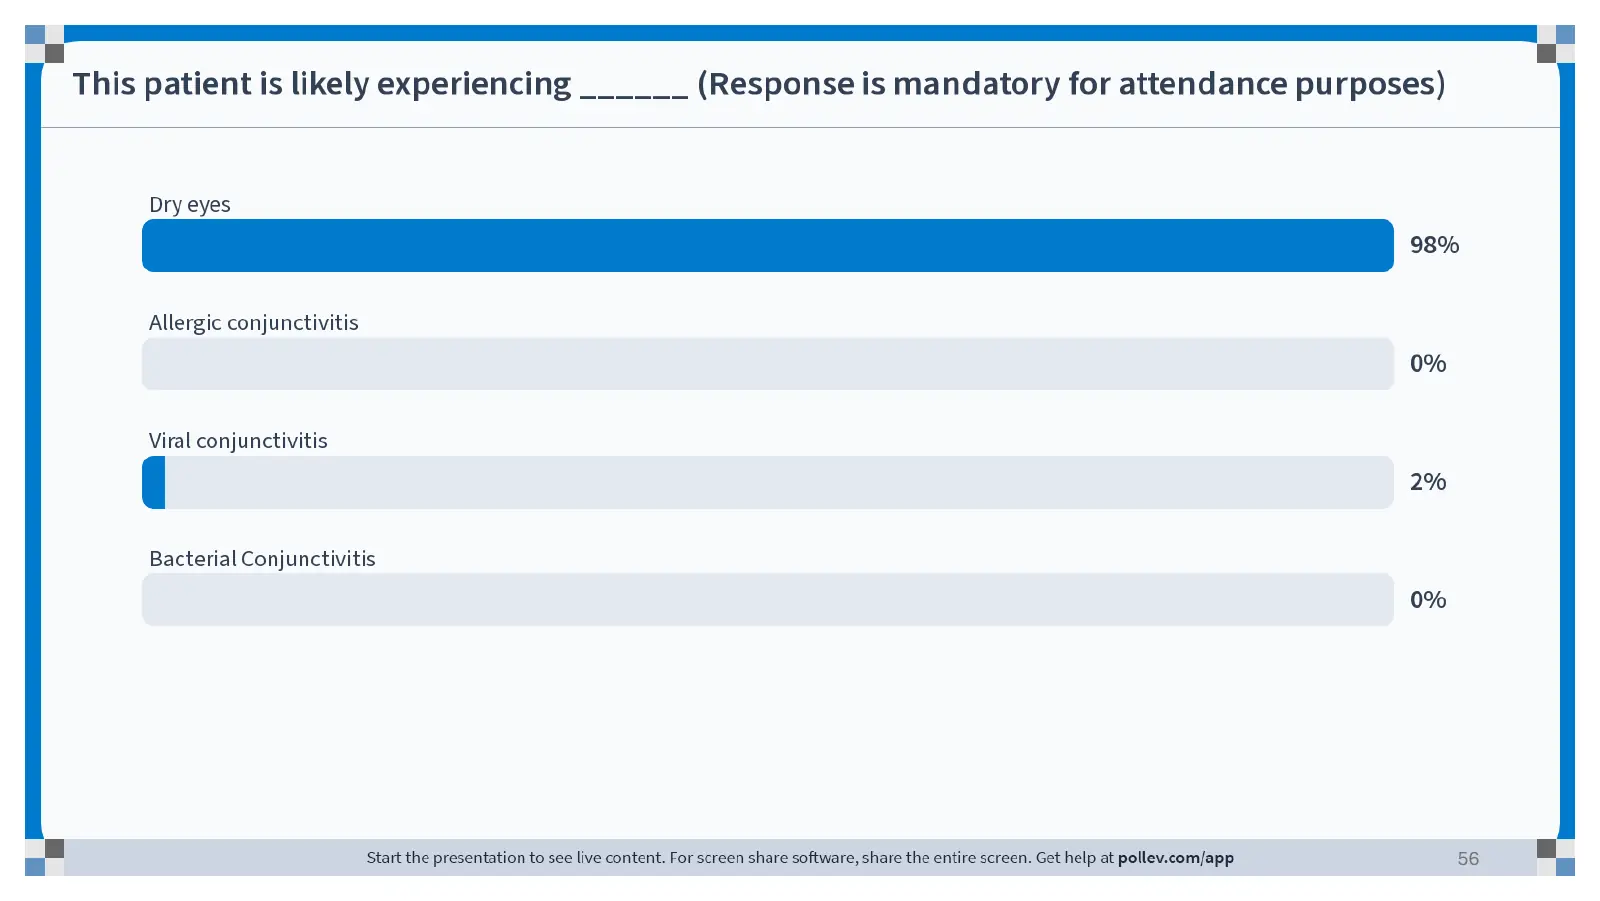 This patient is likely experiencing ______ (Response is mandatory for attendance purposes)
Dry eyes
98%
Allergic conjunctivitis
0%
Viral conjunctivitis
2%
Bacterial Conjunctivitis
0%
Start the presentation to see live content. For screen share software, share the entire screen. Get help at pollev.com/app
56